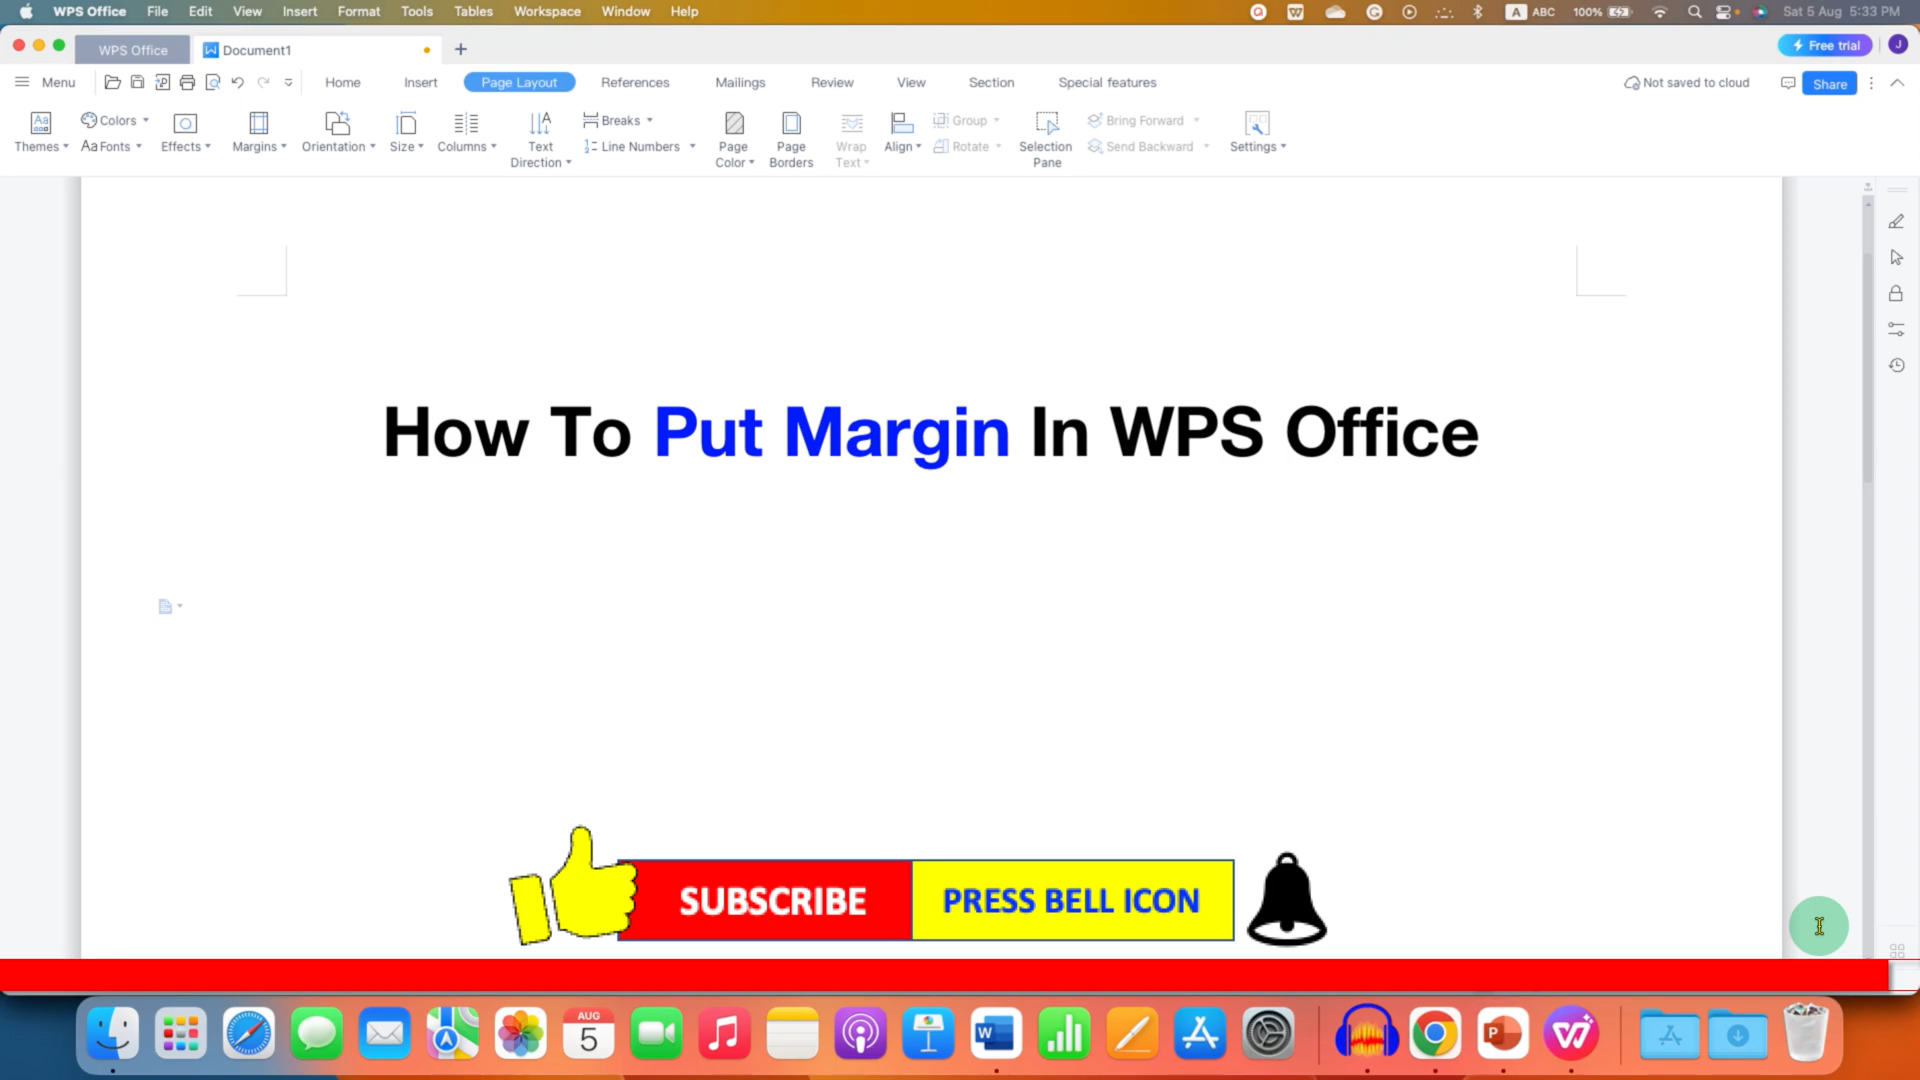 WPS Office File Edit View Insert Format Tools Tables Workspace Window Help A ABC 100% Sat 5 Aug 5:33 PM
WPS Office Document1 + Free trial J
Menu Home Insert Page Layout References Mailings Review View Section Special features Not saved to cloud Share
Aa Colors Breaks Group Bring Forward
Themes Aa Fonts Effects Margins Orientation Size Columns Text Line Numbers Page Page Wrap Align Rotate Selection Send Backward Settings
Direction Color Borders Text Pane
How To Put Margin In WPS Office
SUBSCRIBE PRESS BELL ICON
AUG
5
W
P